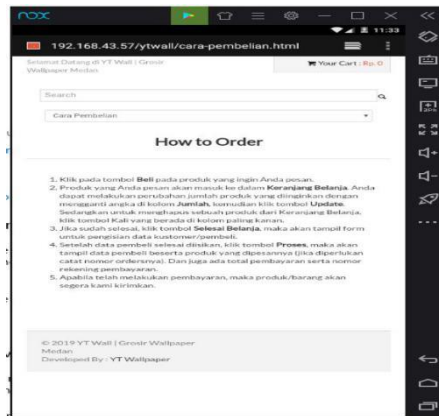 nox
11:33
192.168.43.57/ytwall/cara-pembelian.html
Selamat Datang di YT Wall | Grosir
Wallpaper Medan
Your Cart : Rp. 0
Search
Cara Pembelian
How to Order
1. Klik pada tombol Beli pada produk yang ingin Anda pesan.
2. Produk yang Anda pesan akan masuk ke dalam Keranjang Belanja. Anda
dapat melakukan perubahan jumlah produk yang diinginkan dengan
mengganti angka di kolom Jumlah, kemudian klik tombol Update.
Sedangkan untuk menghapus sebuah produk dari Keranjang Belanja,
klik tombol Kali yang berada di kolom paling kanan.
3. Jika sudah selesai, klik tombol Selesai Belanja, maka akan tampil form
untuk pengisian data kustomer/pembeli.
4. Setelah data pembeli selesai diisikan, klik tombol Proses, maka akan
tampil data pembeli beserta produk yang dipesannya (jika diperlukan
catat nomor ordersnya). Dan juga ada total pembayaran serta nomor
rekening pembayaran.
5. Apabila telah melakukan pembayaran, maka produk/barang akan
segera kami kirimkan.
© 2019 YT Wall | Grosir Wallpaper
Medan
Developed By : YT Wallpaper